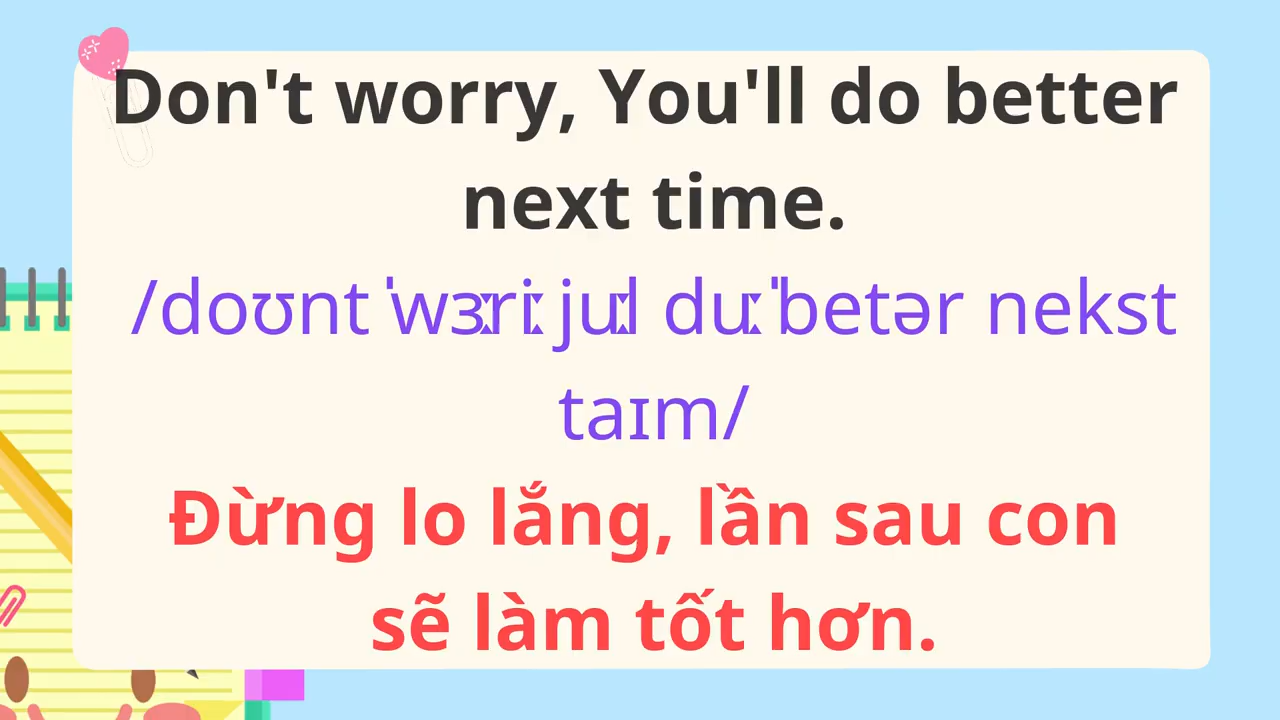 Don't worry, You'll do better
next time.
/doʊnt ˈwɜːriː juːl duː ˈbetər nekst
taɪm/
Đừng lo lắng, lần sau con
sẽ làm tốt hơn.